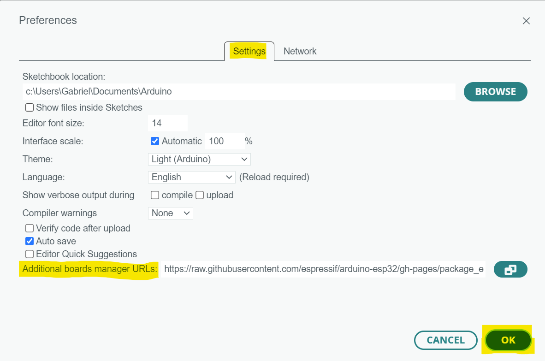 Preferences
Settings Network
Sketchbook location:
c:\Users\Gabriel\Documents\Arduino BROWSE
Show files inside Sketches
Editor font size: 14
Interface scale: Automatic 100 %
Theme: Light (Arduino)
Language: English (Reload required)
Show verbose output during compile upload
Compiler warnings None
Verify code after upload
Auto save
Editor Quick Suggestions
Additional boards manager URLs: https://raw.githubusercontent.com/espressif/arduino-esp32/gh-pages/package_e
CANCEL OK